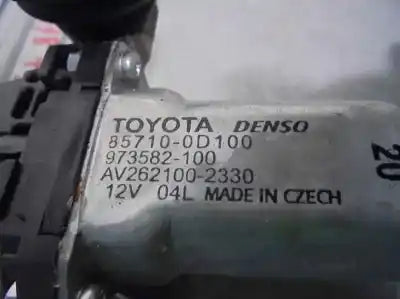 TOYOTA DENSO
85710-0D100
973582-100
AV262100-2330
12V 04L MADE IN CZECH
20